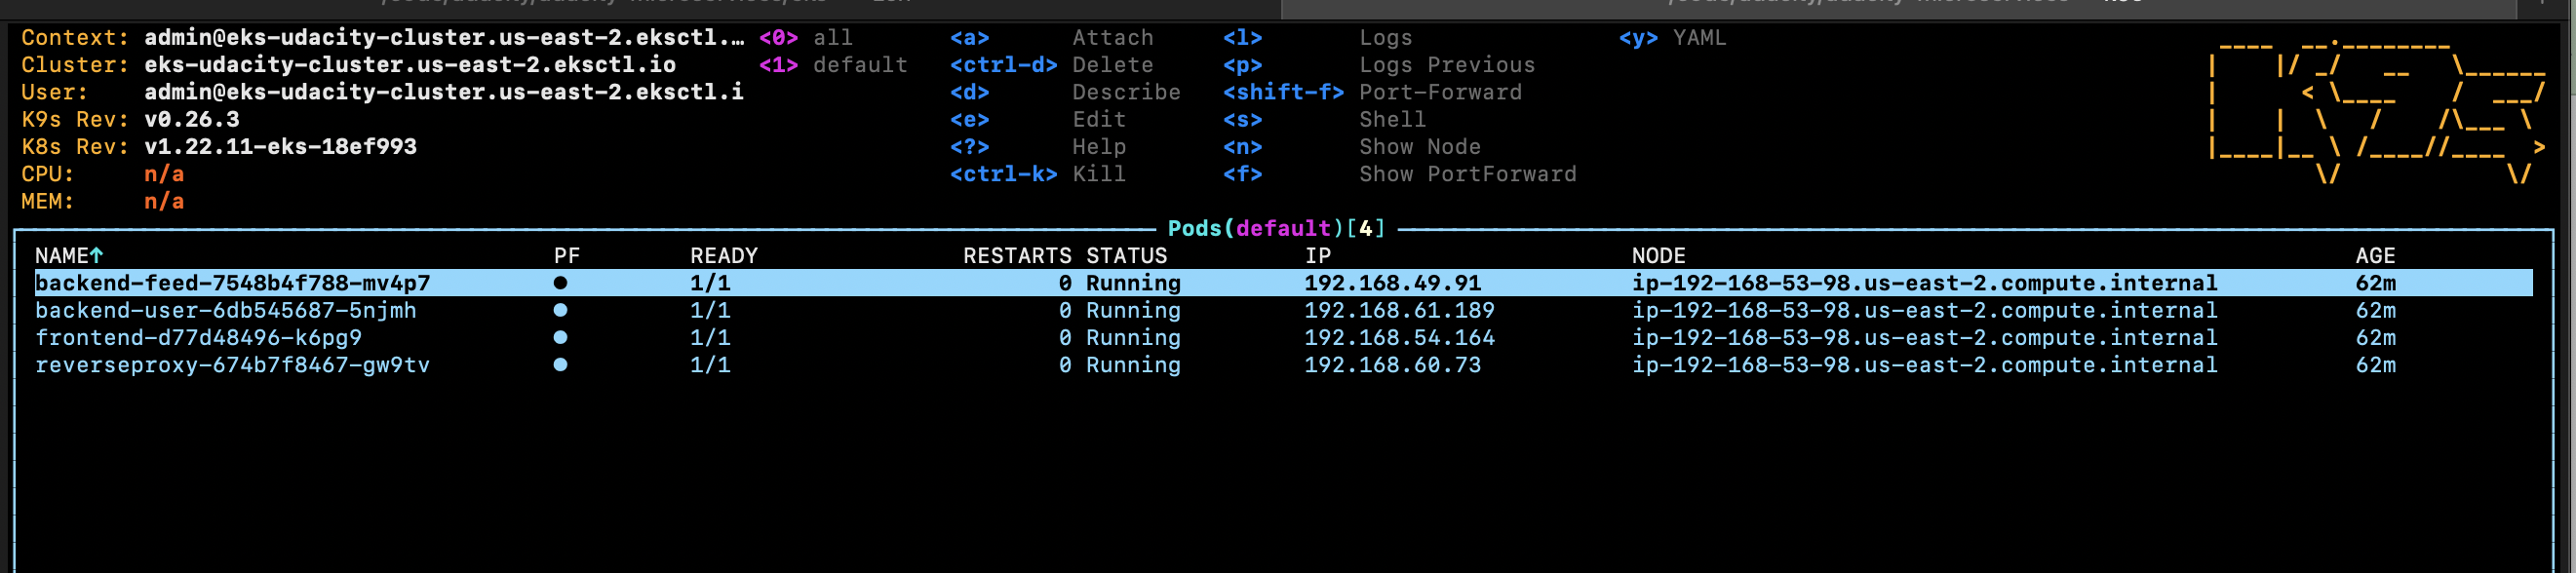 Context: admin@eks-udacity-cluster.us-east-2.eksctl.… <0> all <a> Attach <l> Logs <y> YAML
Cluster: eks-udacity-cluster.us-east-2.eksctl.io <1> default <ctrl-d> Delete <p> Logs Previous
User: admin@eks-udacity-cluster.us-east-2.eksctl.i <d> Describe <shift-f> Port-Forward
K9s Rev: v0.26.3 <e> Edit <s> Shell
K8s Rev: v1.22.11-eks-18ef993 <?> Help <n> Show Node
CPU: n/a <ctrl-k> Kill <f> Show PortForward
MEM: n/a
Pods(default)[4]
NAME↑ PF READY RESTARTS STATUS IP NODE AGE
backend-feed-7548b4f788-mv4p7 ● 1/1 0 Running 192.168.49.91 ip-192-168-53-98.us-east-2.compute.internal 62m
backend-user-6db545687-5njmh ● 1/1 0 Running 192.168.61.189 ip-192-168-53-98.us-east-2.compute.internal 62m
frontend-d77d48496-k6pg9 ● 1/1 0 Running 192.168.54.164 ip-192-168-53-98.us-east-2.compute.internal 62m
reverseproxy-674b7f8467-gw9tv ● 1/1 0 Running 192.168.60.73 ip-192-168-53-98.us-east-2.compute.internal 62m